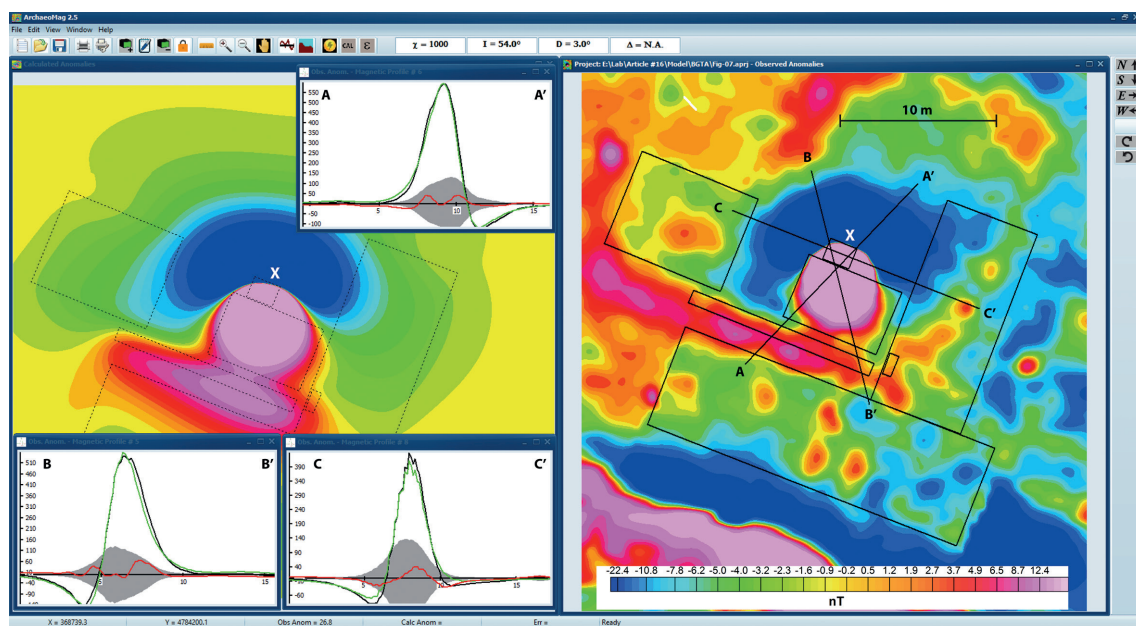 ArchaeoMag 2.5
File Edit View Window Help
CAL ε χ = 1000 I = 54.0° D = 3.0° Δ = N.A.
Calculated Anomalies
Obs. Anom. - Magnetic Profile # 6
A A’
550
500
450
400
350
300
250
200
150
100
50
0
-50
-100
5 10 15
X
Obs. Anom. - Magnetic Profile # 5
B B’
510
460
410
360
310
260
210
160
110
60
10
-40
-90
-140
5 10 15
C C’
390
340
290
240
190
140
90
40
-10
-60
5 10 15
Project: E:\Lab\Article #16\Model\BGTA\Fig-07.aprj - Observed Anomalies
10 m
B
A’
C
X
C’
A
B’
-22.4 -10.8 -7.8 -6.2 -5.0 -4.0 -3.2 -2.3 -1.6 -0.9 -0.2 0.5 1.2 1.9 2.7 3.7 4.9 6.5 8.7 12.4
nT
N
S
E
W
X = 368739.3 Y = 4784200.1 Obs Anom = 26.8 Calc Anom = Err = Ready